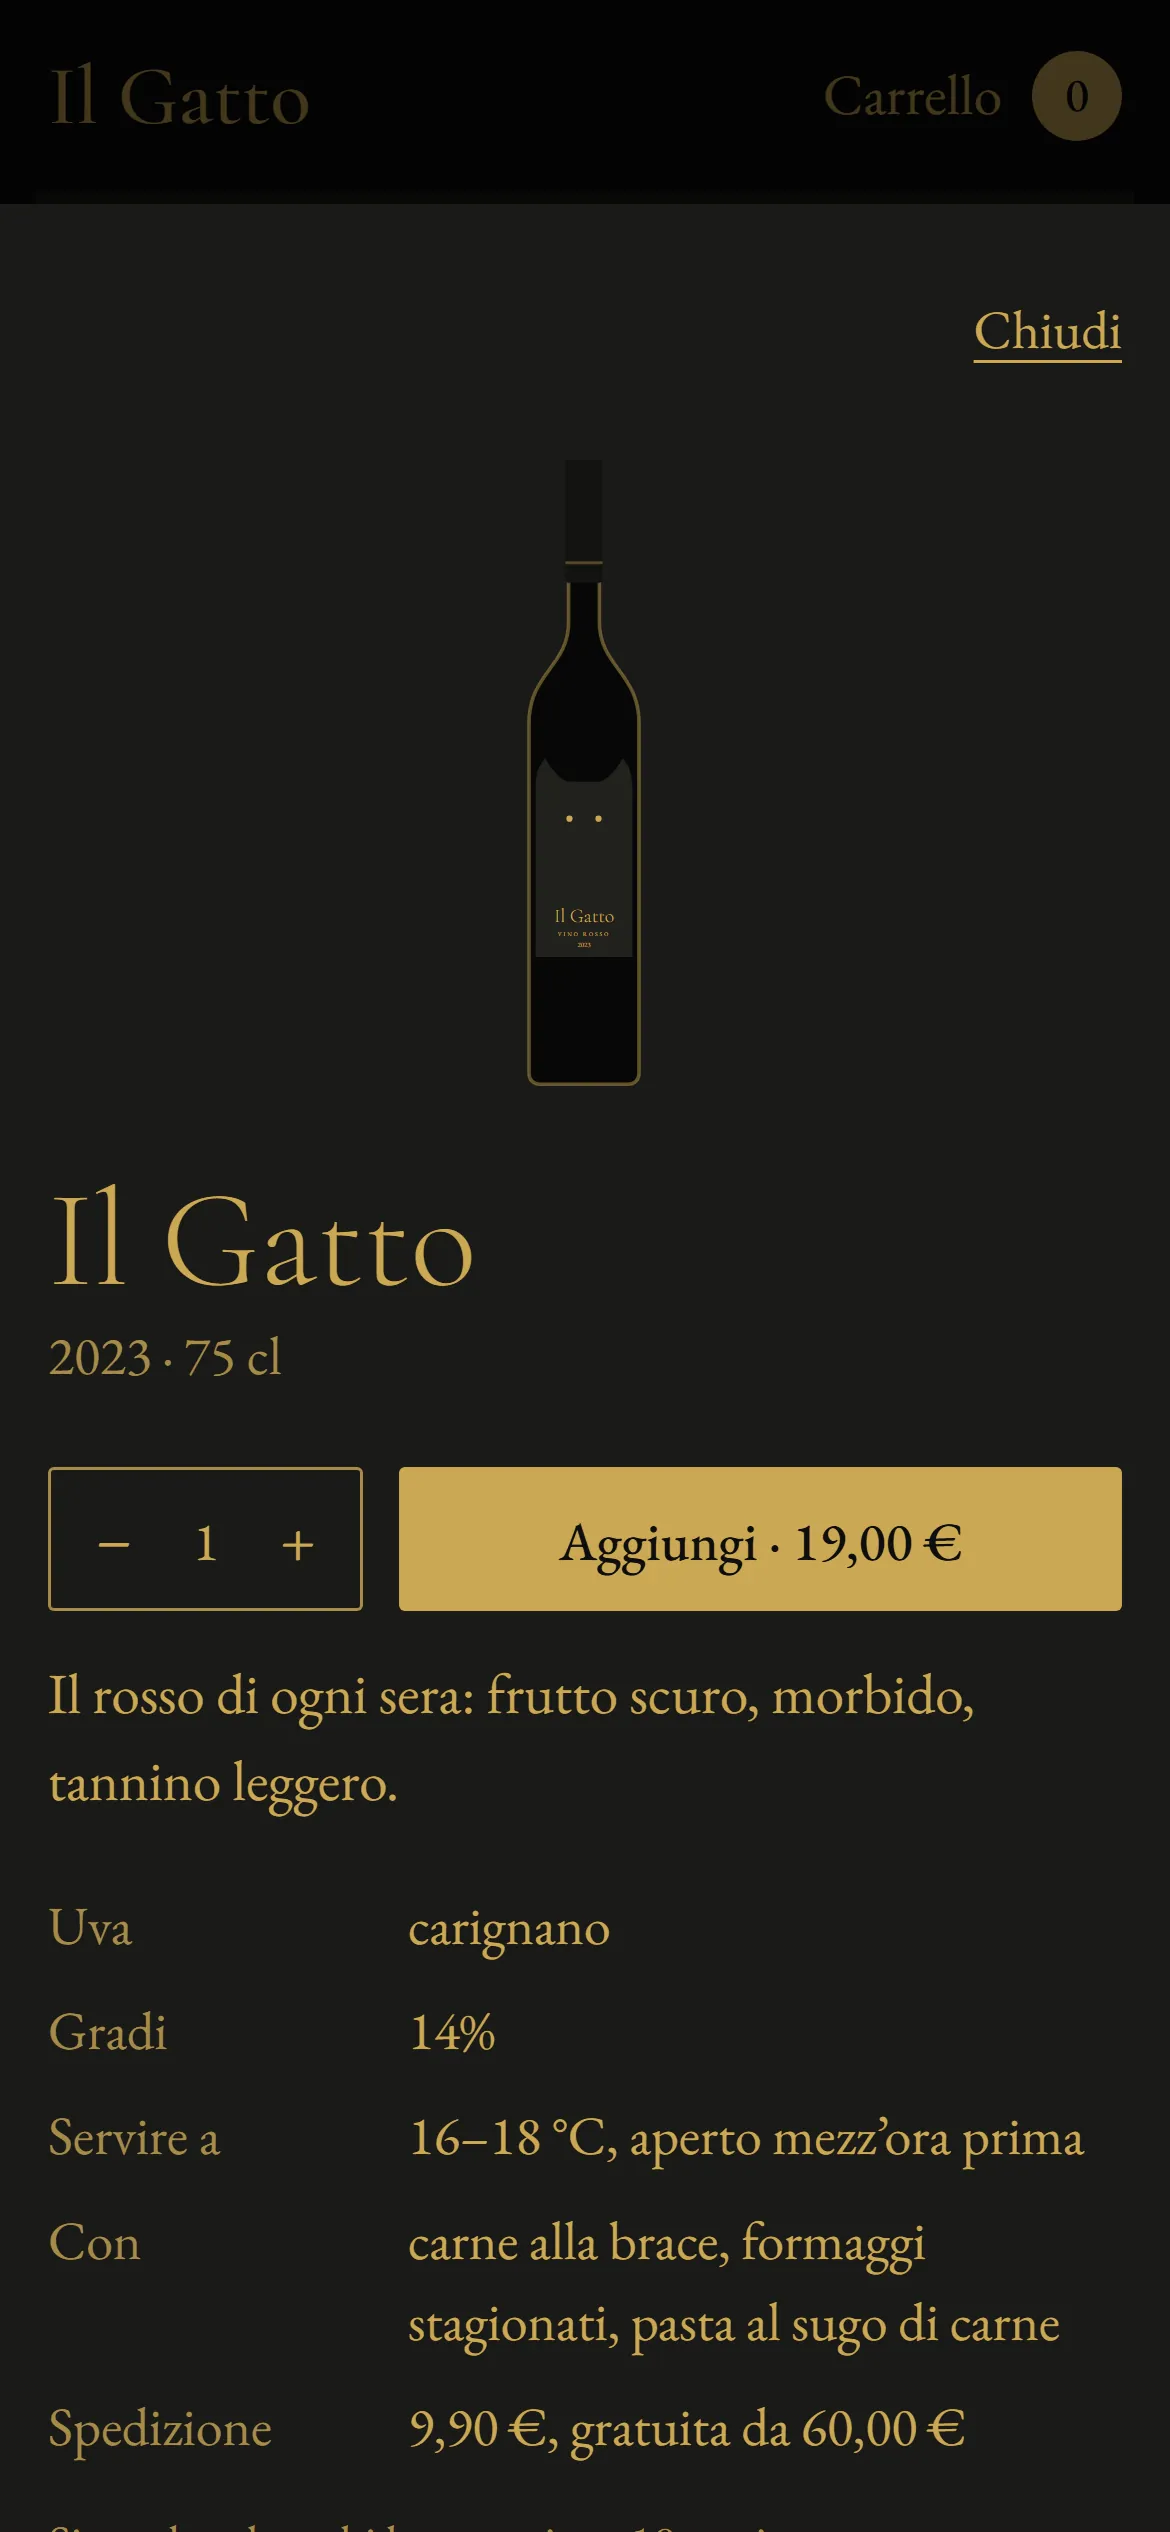 Il Gatto
Carrello 0
Chiudi
Il Gatto
VINO ROSSO
2023
Il Gatto
2023 · 75 cl
− 1 +
Aggiungi · 19,00 €
Il rosso di ogni sera: frutto scuro, morbido,
tannino leggero.
Uva carignano
Gradi 14%
Servire a 16–18 °C, aperto mezz’ora prima
Con carne alla brace, formaggi
stagionati, pasta al sugo di carne
Spedizione 9,90 €, gratuita da 60,00 €